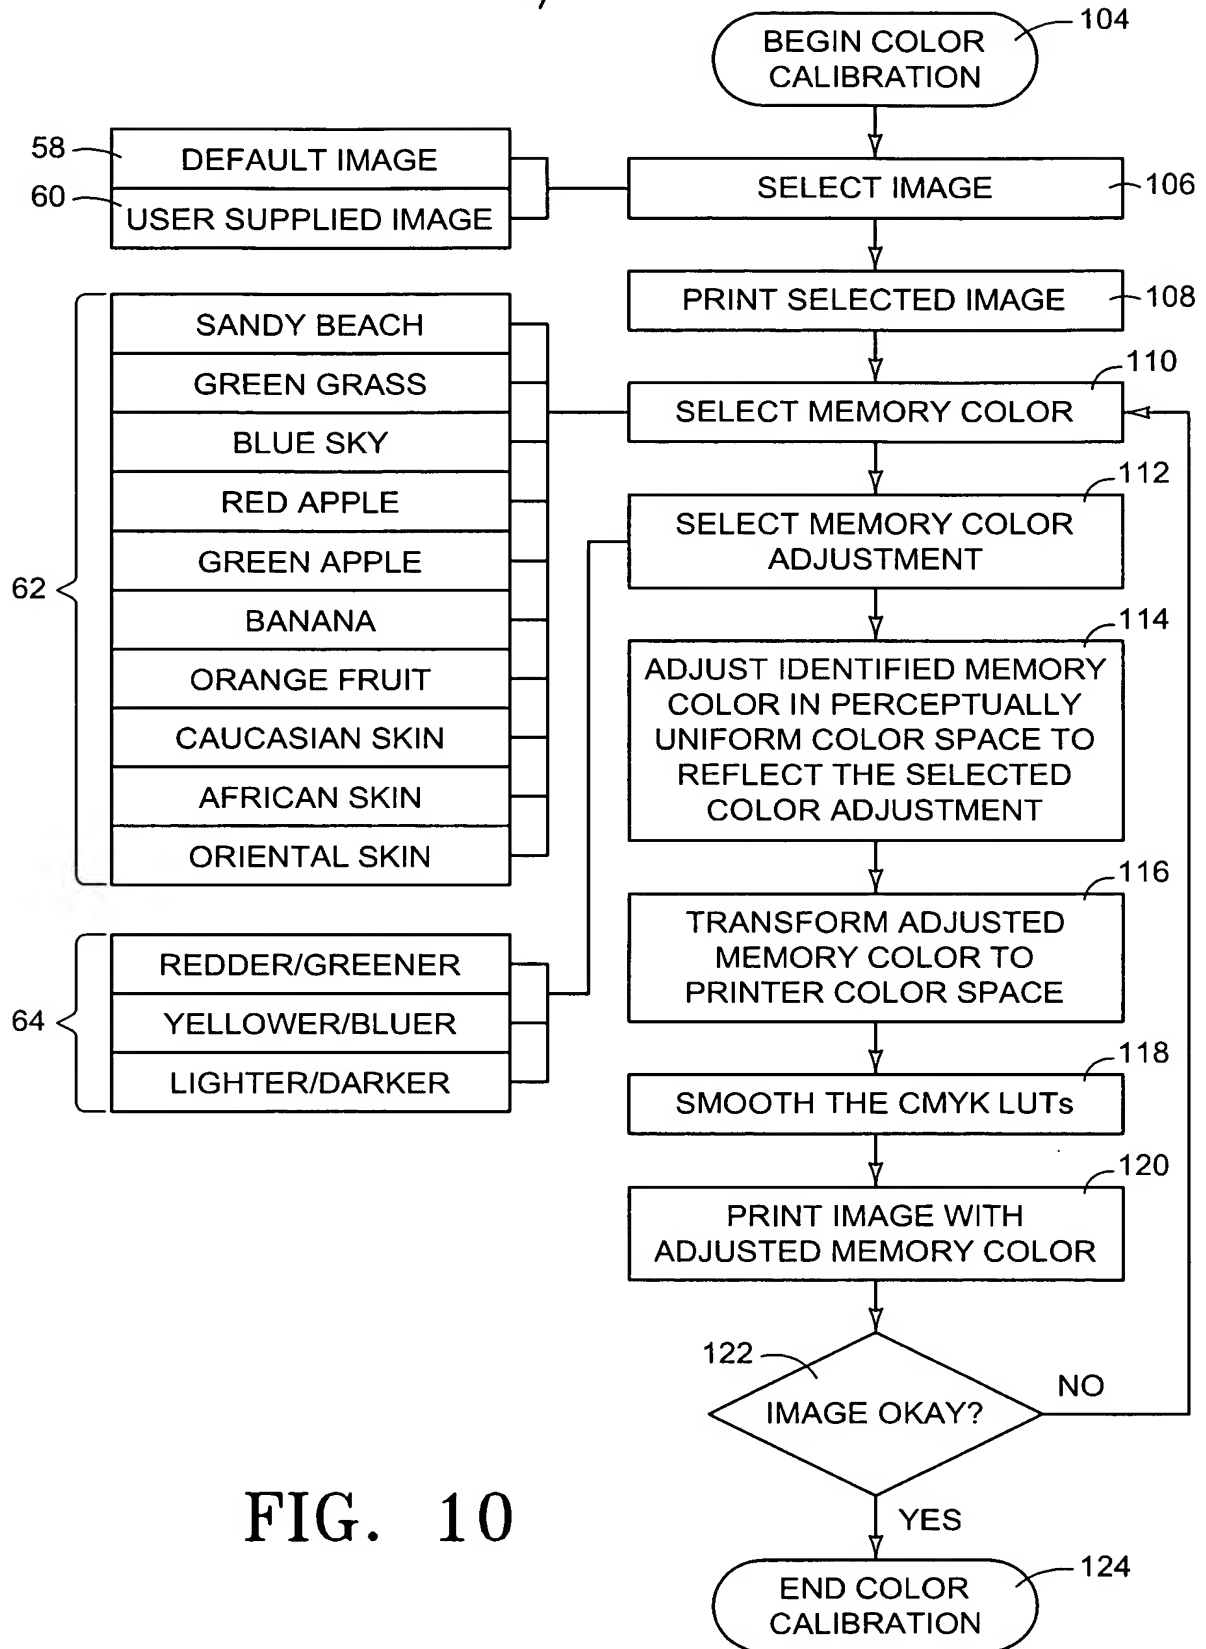 BEGIN COLOR
CALIBRATION
104
58
DEFAULT IMAGE
60
USER SUPPLIED IMAGE
SELECT IMAGE
106
PRINT SELECTED IMAGE
108
62
SANDY BEACH
GREEN GRASS
BLUE SKY
RED APPLE
GREEN APPLE
BANANA
ORANGE FRUIT
CAUCASIAN SKIN
AFRICAN SKIN
ORIENTAL SKIN
110
SELECT MEMORY COLOR
112
SELECT MEMORY COLOR
ADJUSTMENT
64
REDDER/GREENER
YELLOWER/BLUER
LIGHTER/DARKER
114
ADJUST IDENTIFIED MEMORY
COLOR IN PERCEPTUALLY
UNIFORM COLOR SPACE TO
REFLECT THE SELECTED
COLOR ADJUSTMENT
116
TRANSFORM ADJUSTED
MEMORY COLOR TO
PRINTER COLOR SPACE
118
SMOOTH THE CMYK LUTs
120
PRINT IMAGE WITH
ADJUSTED MEMORY COLOR
122
IMAGE OKAY?
NO
YES
END COLOR
CALIBRATION
124
FIG. 10